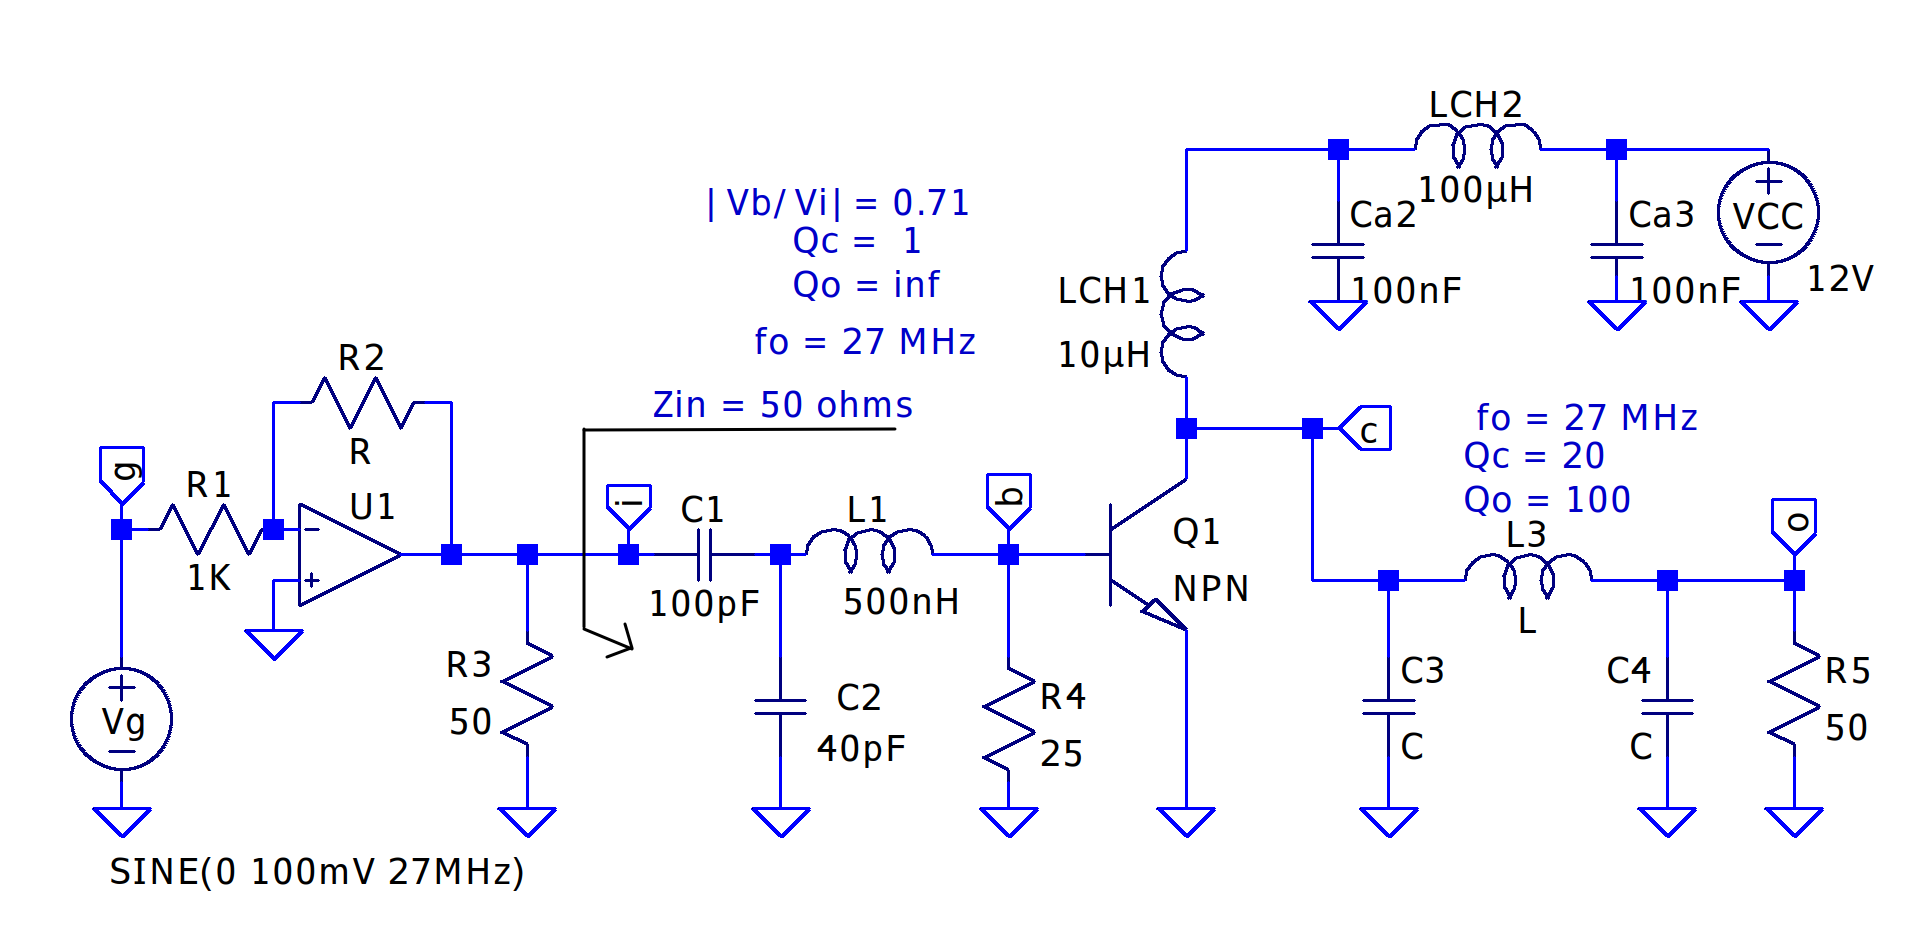 LCH2
100µH
Ca2
100nF
Ca3
100nF
VCC
12V
|Vb/Vi| = 0.71
Qc = 1
Qo = inf
fo = 27 MHz
Zin = 50 ohms
LCH1
10µH
R2
R
g
R1
1K
U1
i
C1
100pF
L1
500nH
b
Q1
NPN
c
fo = 27 MHz
Qc = 20
Qo = 100
L3
L
o
R3
50
C2
40pF
R4
25
C3
C
C4
C
R5
50
Vg
SINE(0 100mV 27MHz)